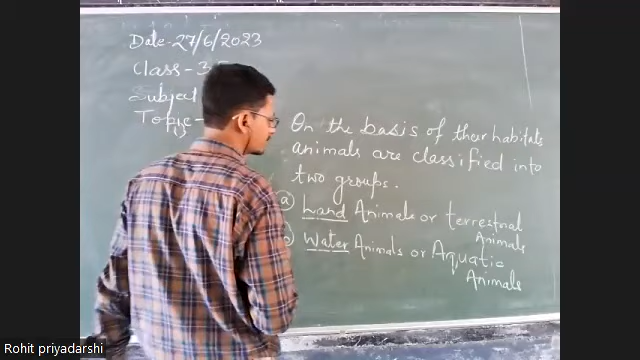 Date-27/6/2023
Class-3
Subject
Topic-
On the basis of their habitats
animals are classified into
two groups.
a) Land Animals or terrestrial
Animals
) Water Animals or Aquatic
Animals
Rohit priyadarshi